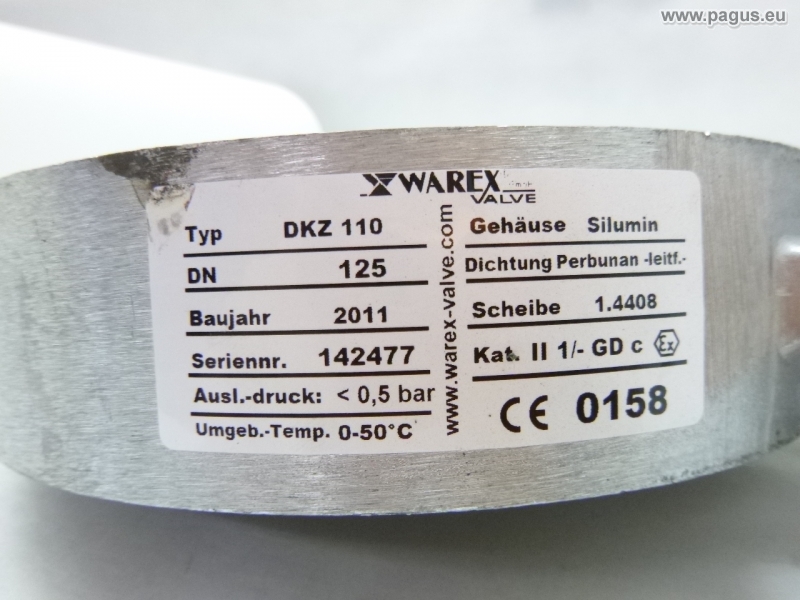 www.pagus.eu
WAREX
GmbH
VALVE
Typ DKZ 110
DN 125
Baujahr 2011
Seriennr. 142477
Ausl.-druck: < 0,5 bar
Umgeb.-Temp. 0-50°C
www.warex-valve.com
Gehäuse Silumin
Dichtung Perbunan -leitf.-
Scheibe 1.4408
Kat. II 1/- GD c Ex
CE 0158